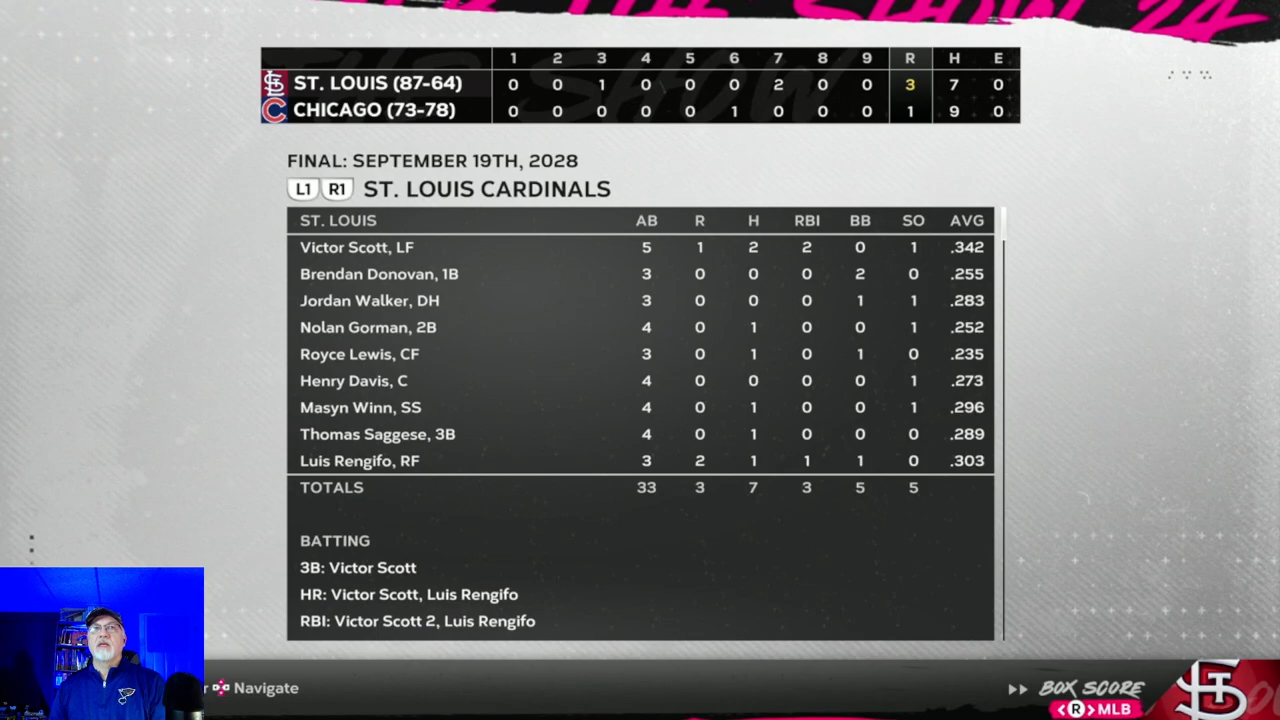 THE SHOW 24
1 2 3 4 5 6 7 8 9 R H E
ST. LOUIS (87-64) 0 0 1 0 0 0 2 0 0 3 7 0
CHICAGO (73-78) 0 0 0 0 0 1 0 0 0 1 9 0
FINAL: SEPTEMBER 19TH, 2028
L1 R1 ST. LOUIS CARDINALS
ST. LOUIS AB R H RBI BB SO AVG
Victor Scott, LF 5 1 2 2 0 1 .342
Brendan Donovan, 1B 3 0 0 0 2 0 .255
Jordan Walker, DH 3 0 0 0 1 1 .283
Nolan Gorman, 2B 4 0 1 0 0 1 .252
Royce Lewis, CF 3 0 1 0 1 0 .235
Henry Davis, C 4 0 0 0 0 1 .273
Masyn Winn, SS 4 0 1 0 0 1 .296
Thomas Saggese, 3B 4 0 1 0 0 0 .289
Luis Rengifo, RF 3 2 1 1 1 0 .303
TOTALS 33 3 7 3 5 5
BATTING
3B: Victor Scott
HR: Victor Scott, Luis Rengifo
RBI: Victor Scott 2, Luis Rengifo
Navigate
BOX SCORE
R MLB